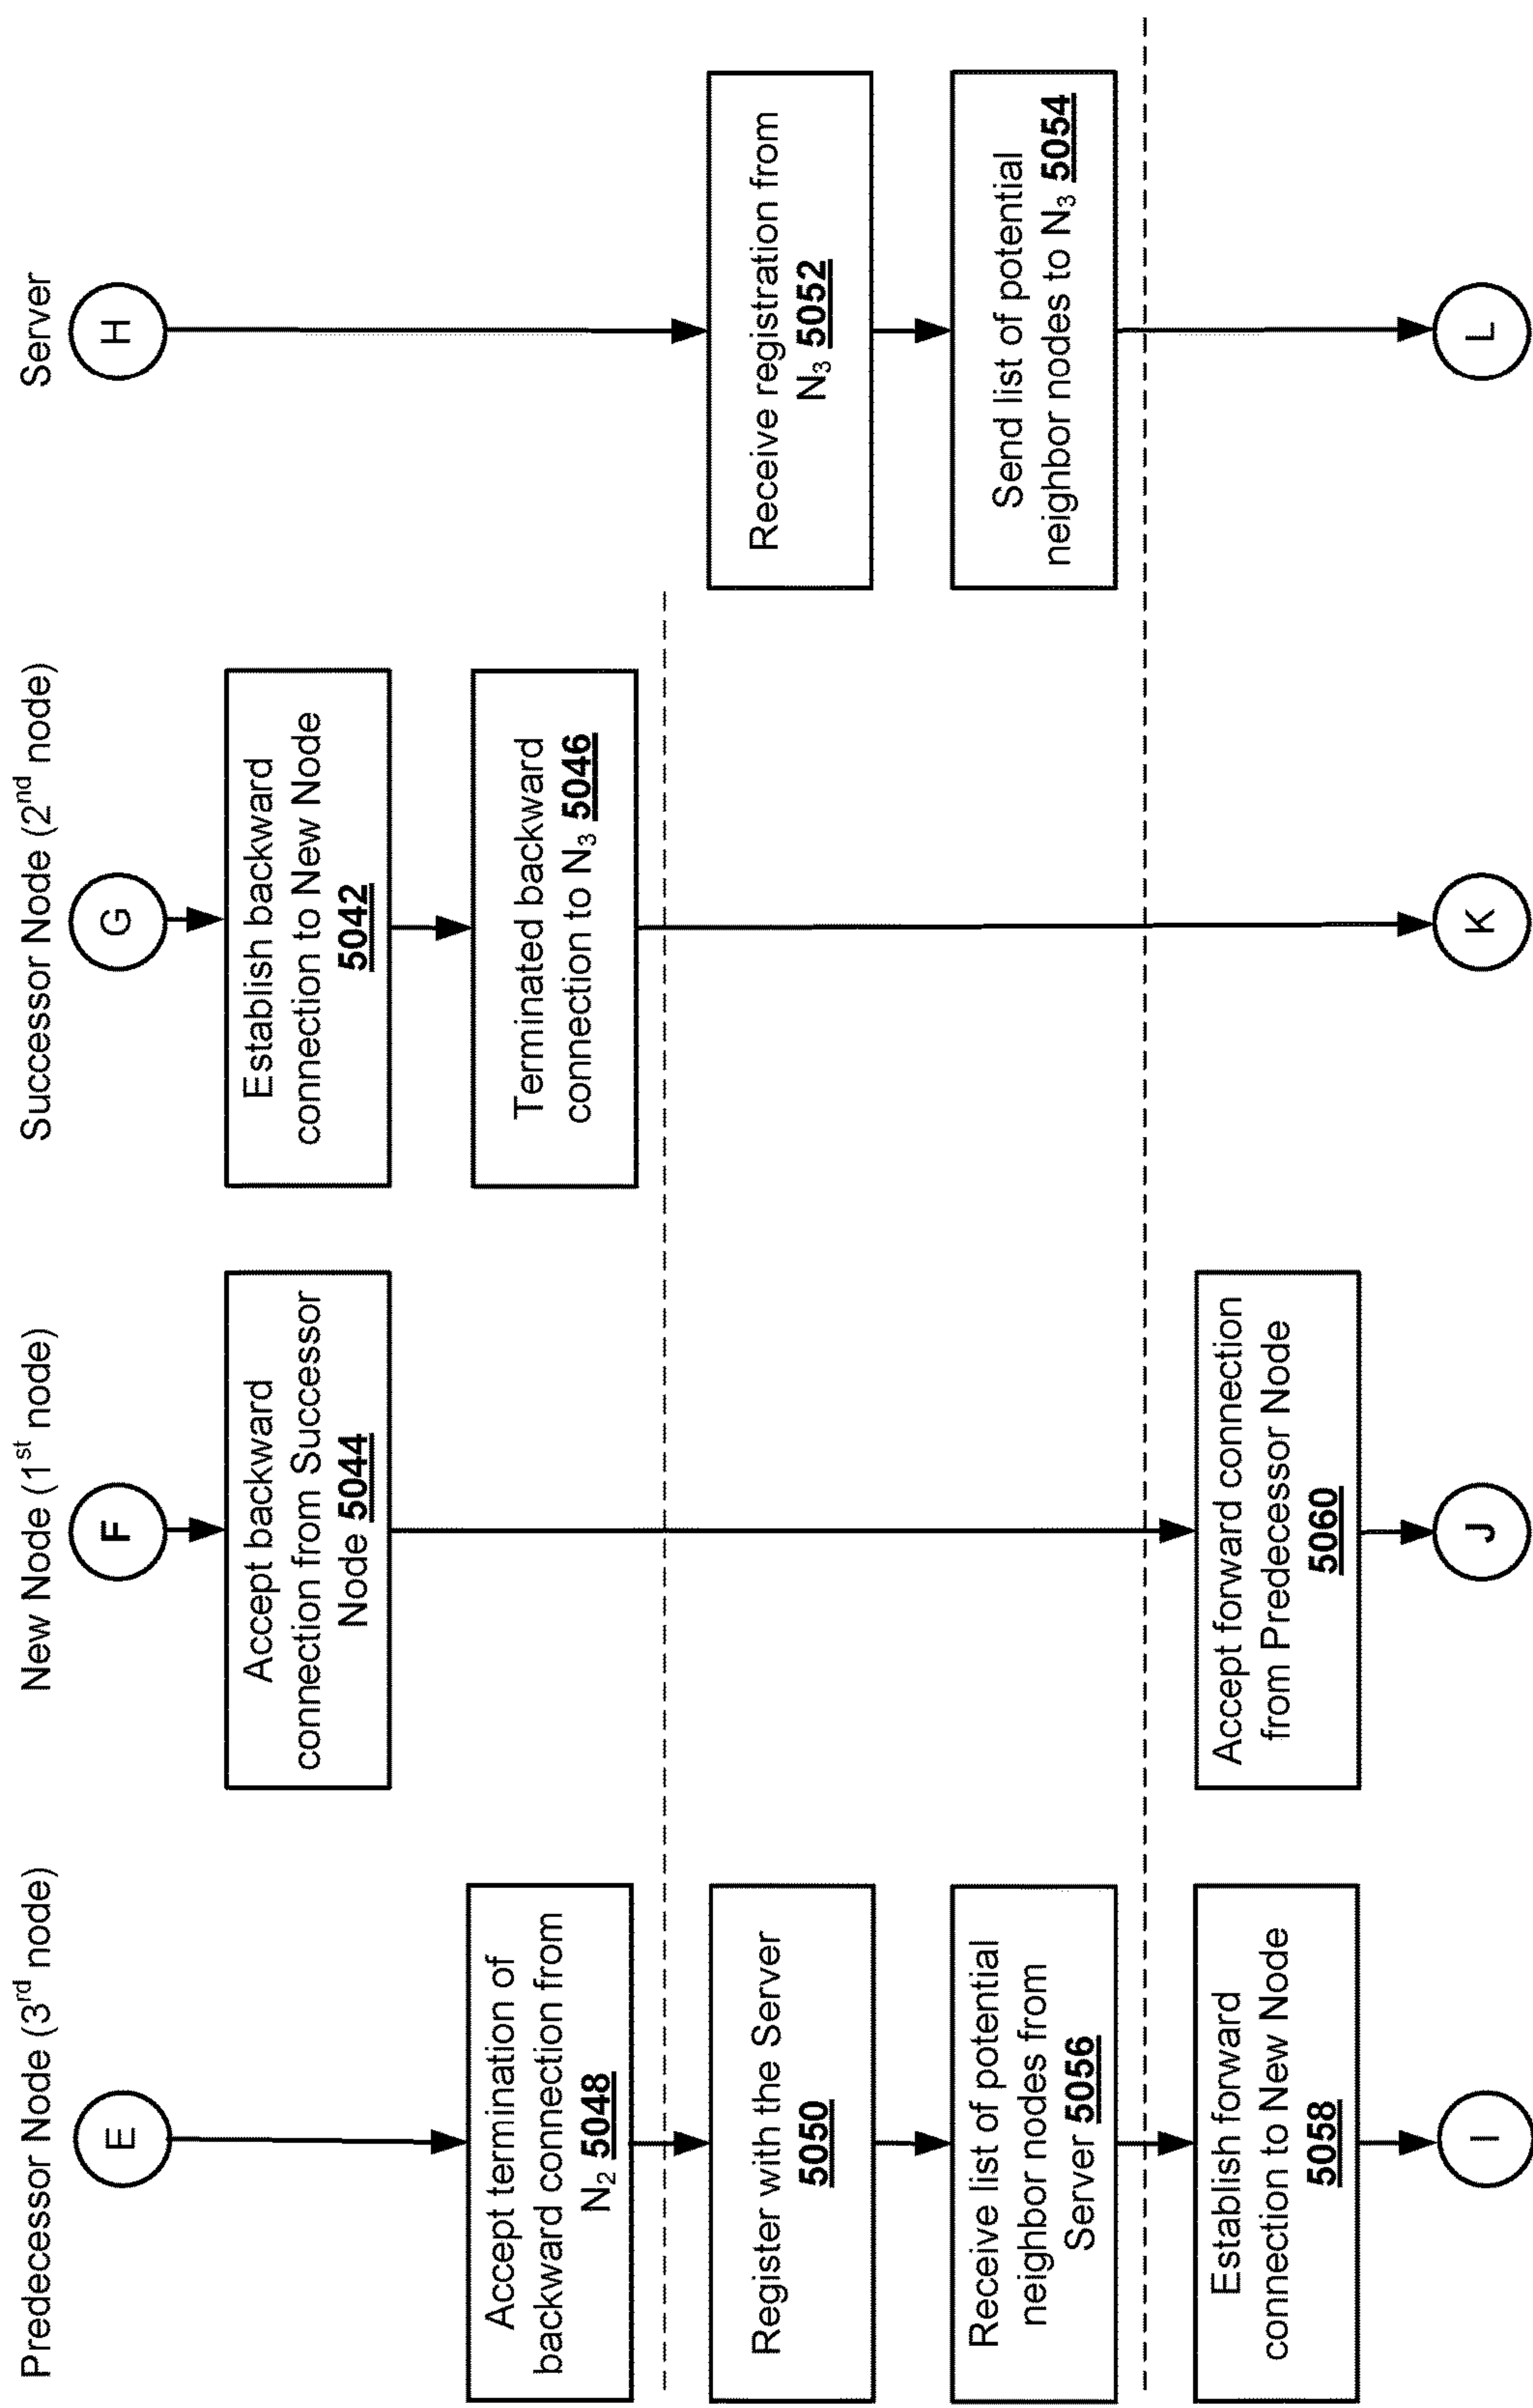 Predecessor Node (3rd node)
New Node (1st node)
Successor Node (2nd node)
Server
E
F
G
H
Accept backward
connection from Successor
Node 5044
Establish backward
connection to New Node
5042
Accept termination of
backward connection from
N2 5048
Terminated backward
connection to N3 5046
Register with the Server
5050
Receive registration from
N3 5052
Receive list of potential
neighbor nodes from
Server 5056
Send list of potential
neighbor nodes to N3 5054
Establish forward
connection to New Node
5058
Accept forward connection
from Predecessor Node
5060
I
J
K
L